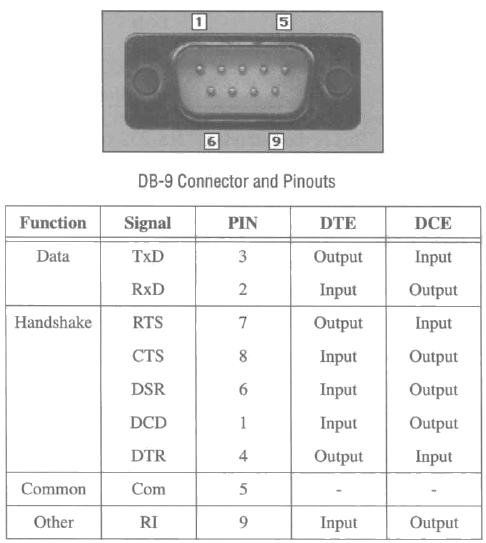 1 5
6 9
DB-9 Connector and Pinouts
Function Signal PIN DTE DCE
Data TxD 3 Output Input
RxD 2 Input Output
Handshake RTS 7 Output Input
CTS 8 Input Output
DSR 6 Input Output
DCD 1 Input Output
DTR 4 Output Input
Common Com 5 - -
Other RI 9 Input Output